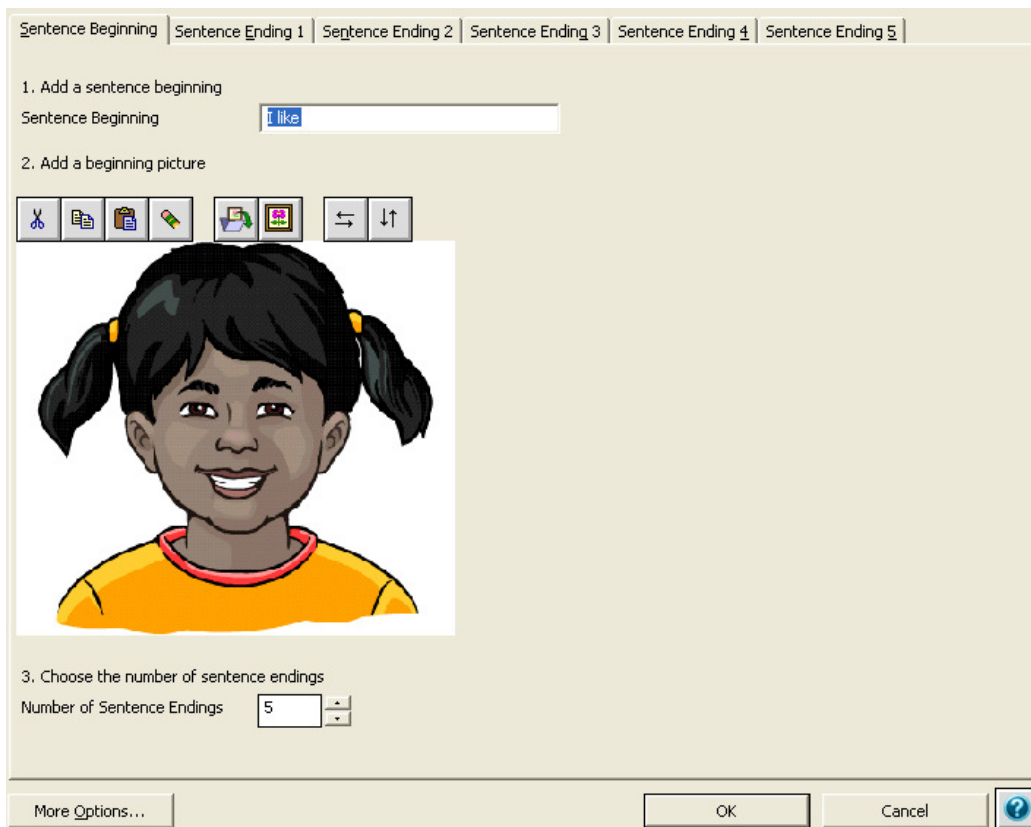 Sentence Beginning Sentence Ending 1 Sentence Ending 2 Sentence Ending 3 Sentence Ending 4 Sentence Ending 5
1. Add a sentence beginning
Sentence Beginning I like
2. Add a beginning picture
3. Choose the number of sentence endings
Number of Sentence Endings 5
More Options... OK Cancel ?